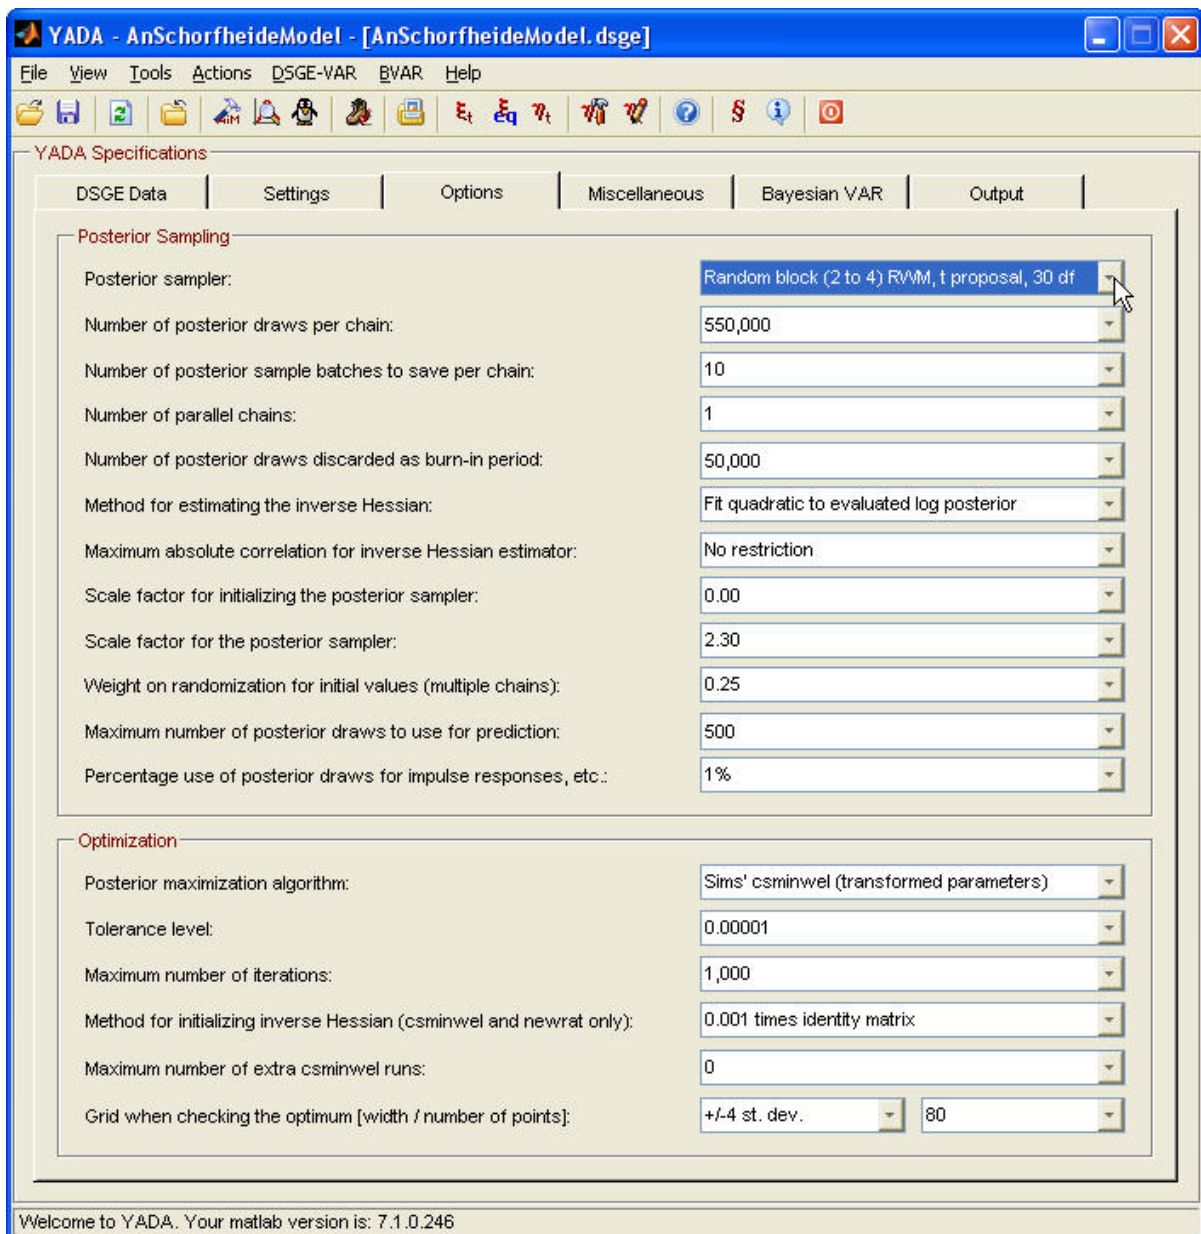 YADA - AnSchorfheideModel - [AnSchorfheideModel.dsge]
File View Tools Actions DSGE-VAR BVAR Help
AiM ξt ξeq ηt § i
YADA Specifications
DSGE Data Settings Options Miscellaneous Bayesian VAR Output
Posterior Sampling
Posterior sampler: Random block (2 to 4) RWM, t proposal, 30 df
Number of posterior draws per chain: 550,000
Number of posterior sample batches to save per chain: 10
Number of parallel chains: 1
Number of posterior draws discarded as burn-in period: 50,000
Method for estimating the inverse Hessian: Fit quadratic to evaluated log posterior
Maximum absolute correlation for inverse Hessian estimator: No restriction
Scale factor for initializing the posterior sampler: 0.00
Scale factor for the posterior sampler: 2.30
Weight on randomization for initial values (multiple chains): 0.25
Maximum number of posterior draws to use for prediction: 500
Percentage use of posterior draws for impulse responses, etc.: 1%
Optimization
Posterior maximization algorithm: Sims' csminwel (transformed parameters)
Tolerance level: 0.00001
Maximum number of iterations: 1,000
Method for initializing inverse Hessian (csminwel and newrat only): 0.001 times identity matrix
Maximum number of extra csminwel runs: 0
Grid when checking the optimum [width / number of points]: +/-4 st. dev. 80
Welcome to YADA. Your matlab version is: 7.1.0.246